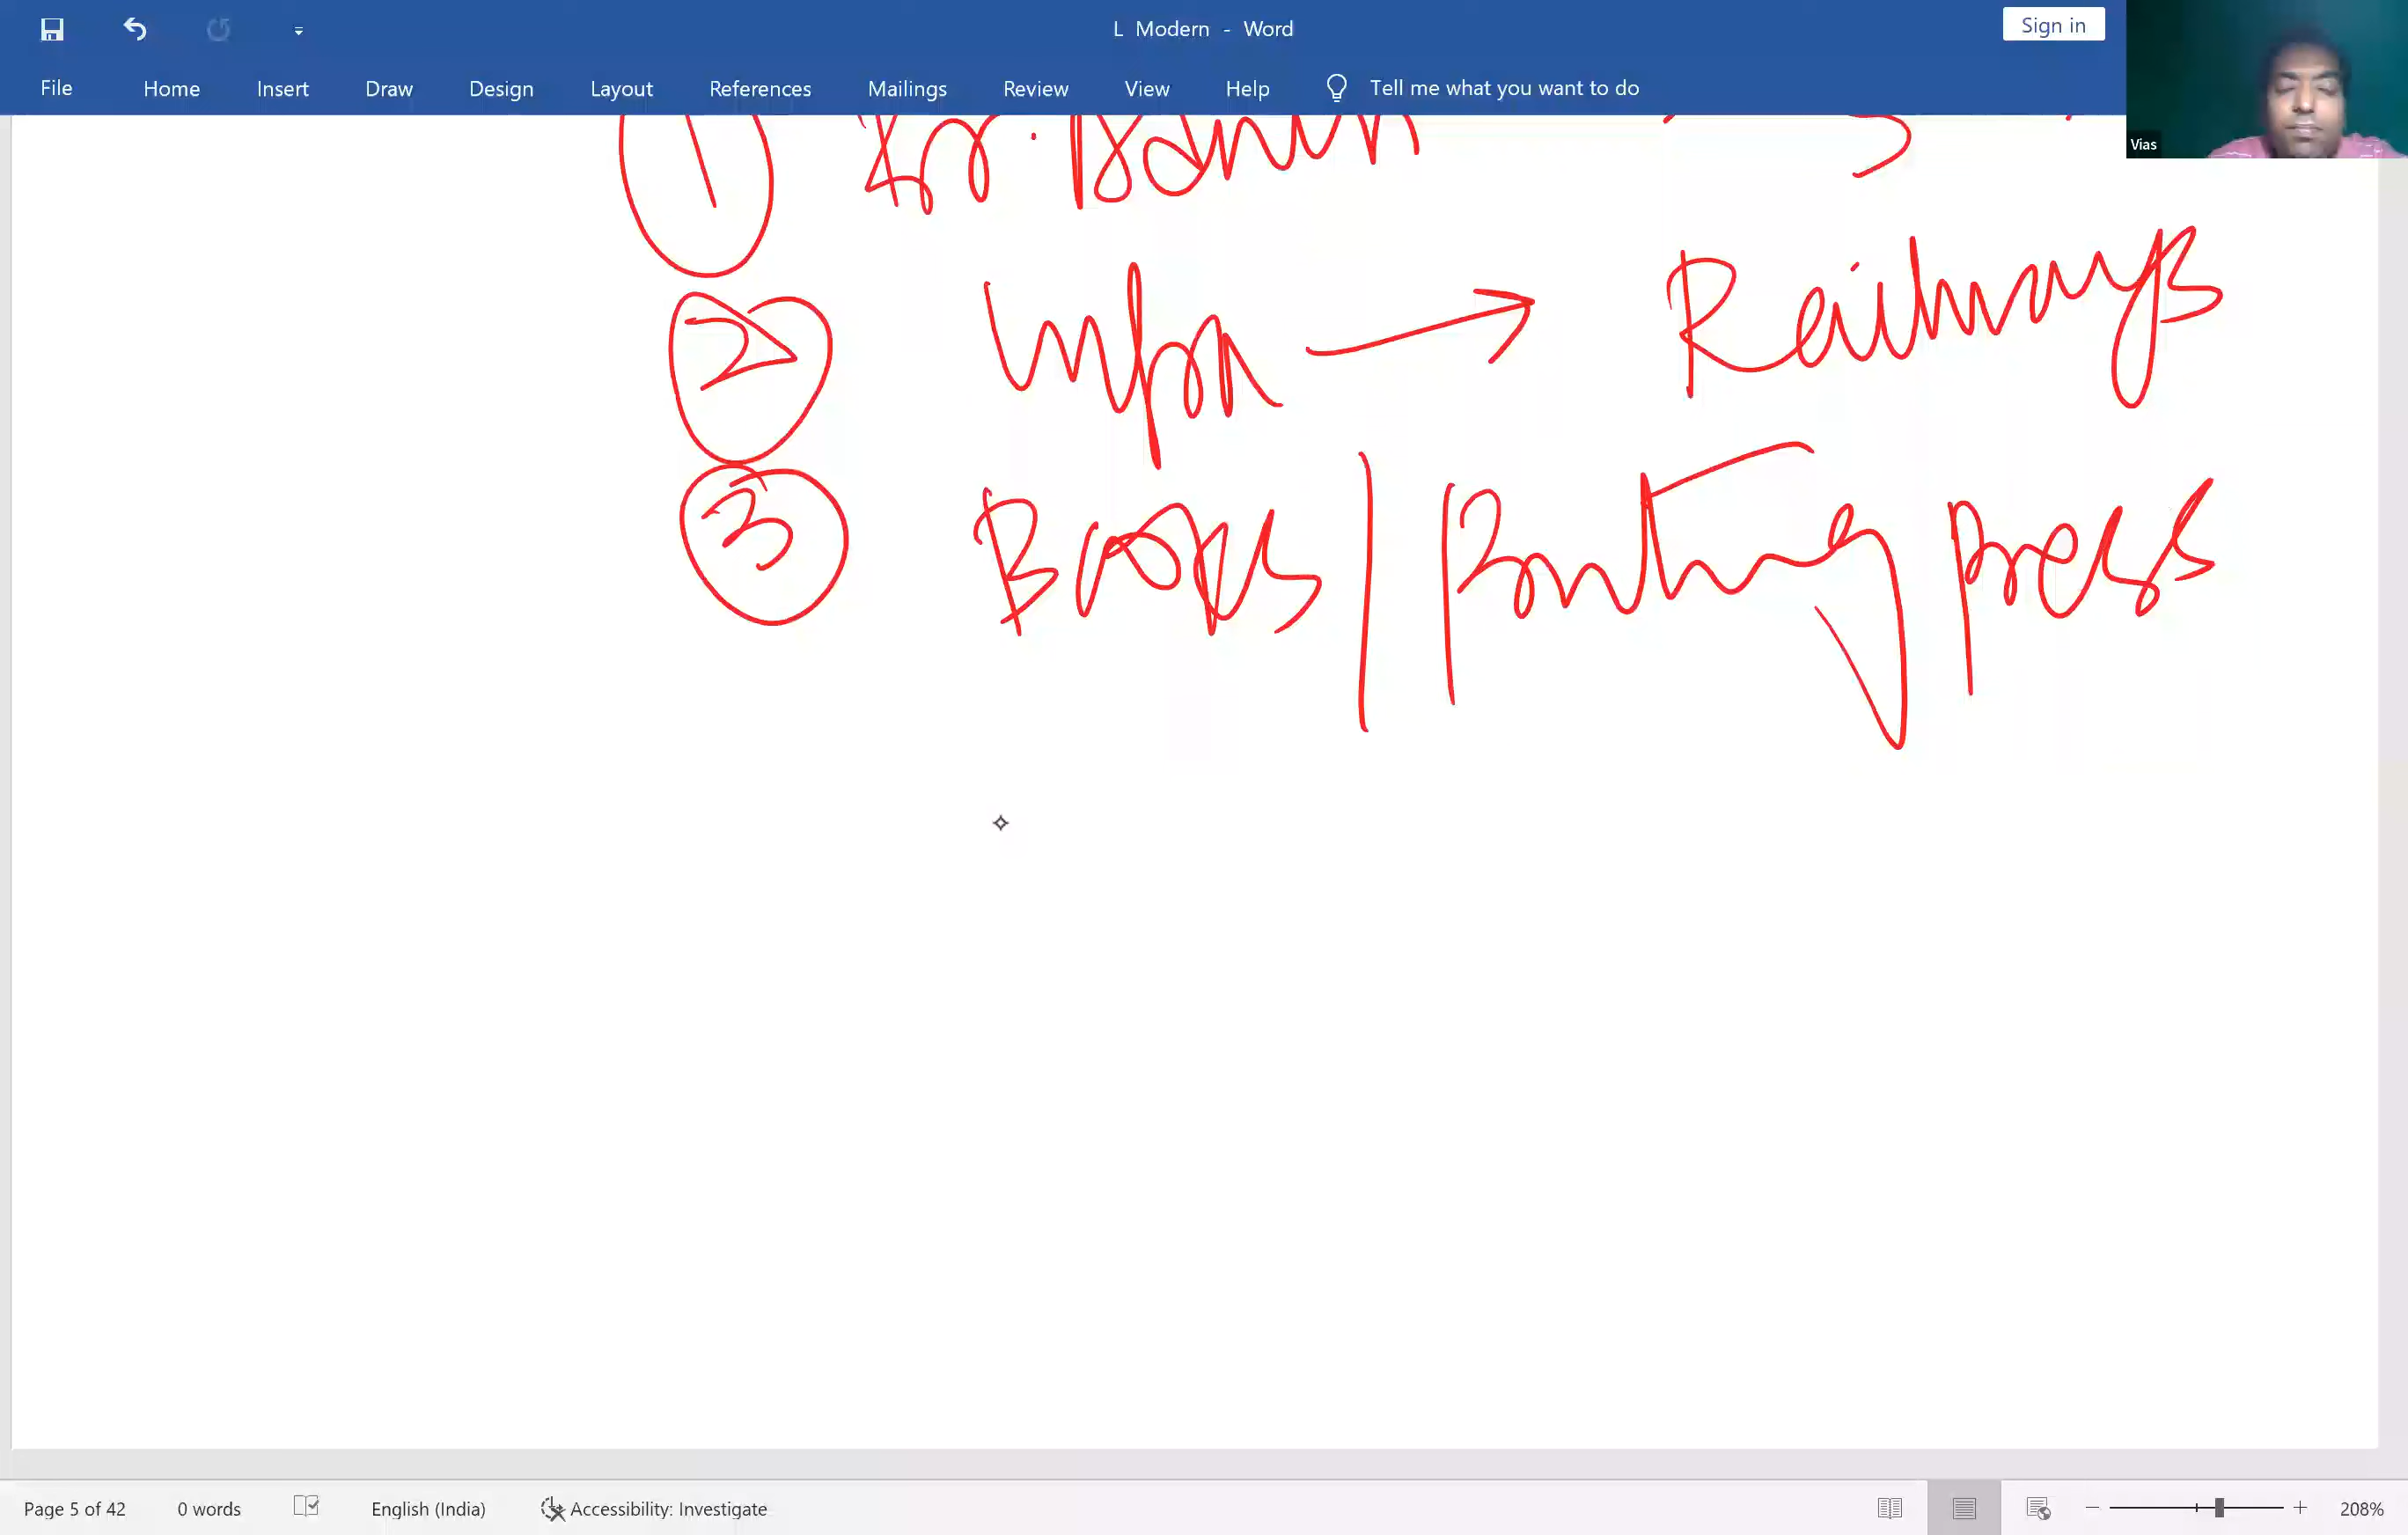 L Modern - Word
Sign in
File Home Insert Draw Design Layout References Mailings Review View Help Tell me what you want to do
Vias
1
2 Infra → Railways
3 Books | Printing press
Page 5 of 42 0 words English (India) Accessibility: Investigate 208%